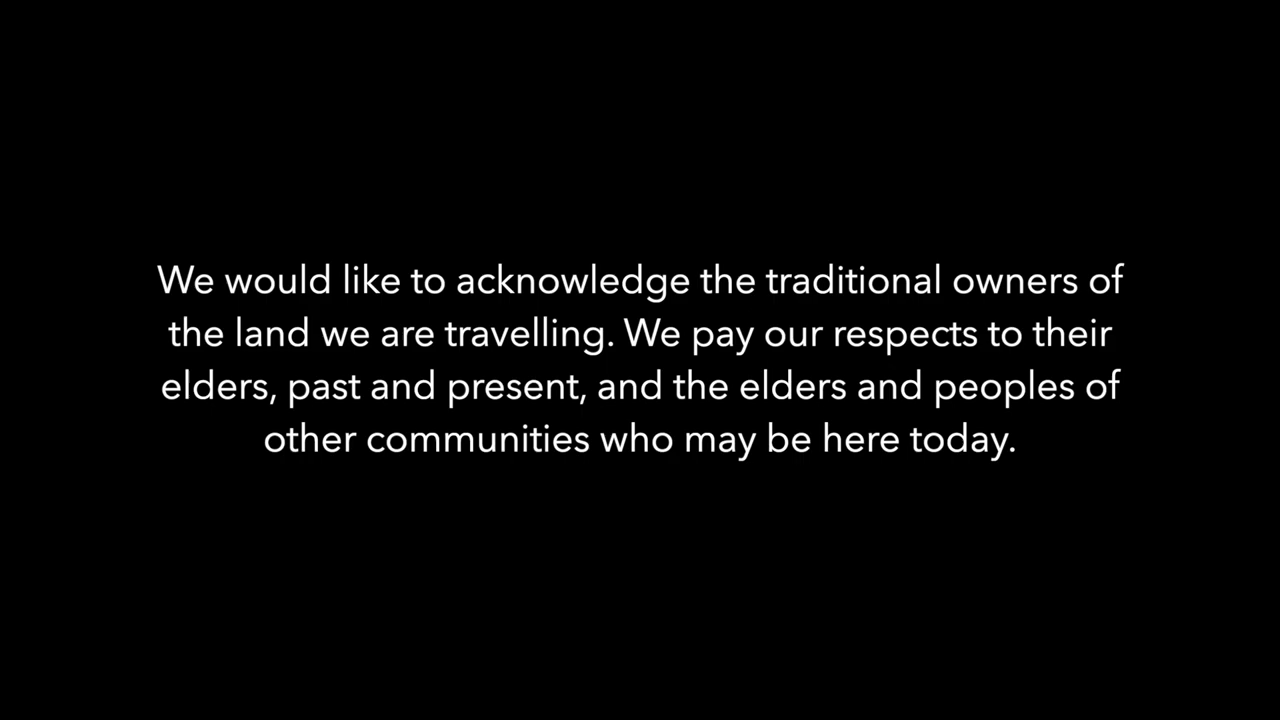 We would like to acknowledge the traditional owners of
the land we are travelling. We pay our respects to their
elders, past and present, and the elders and peoples of
other communities who may be here today.